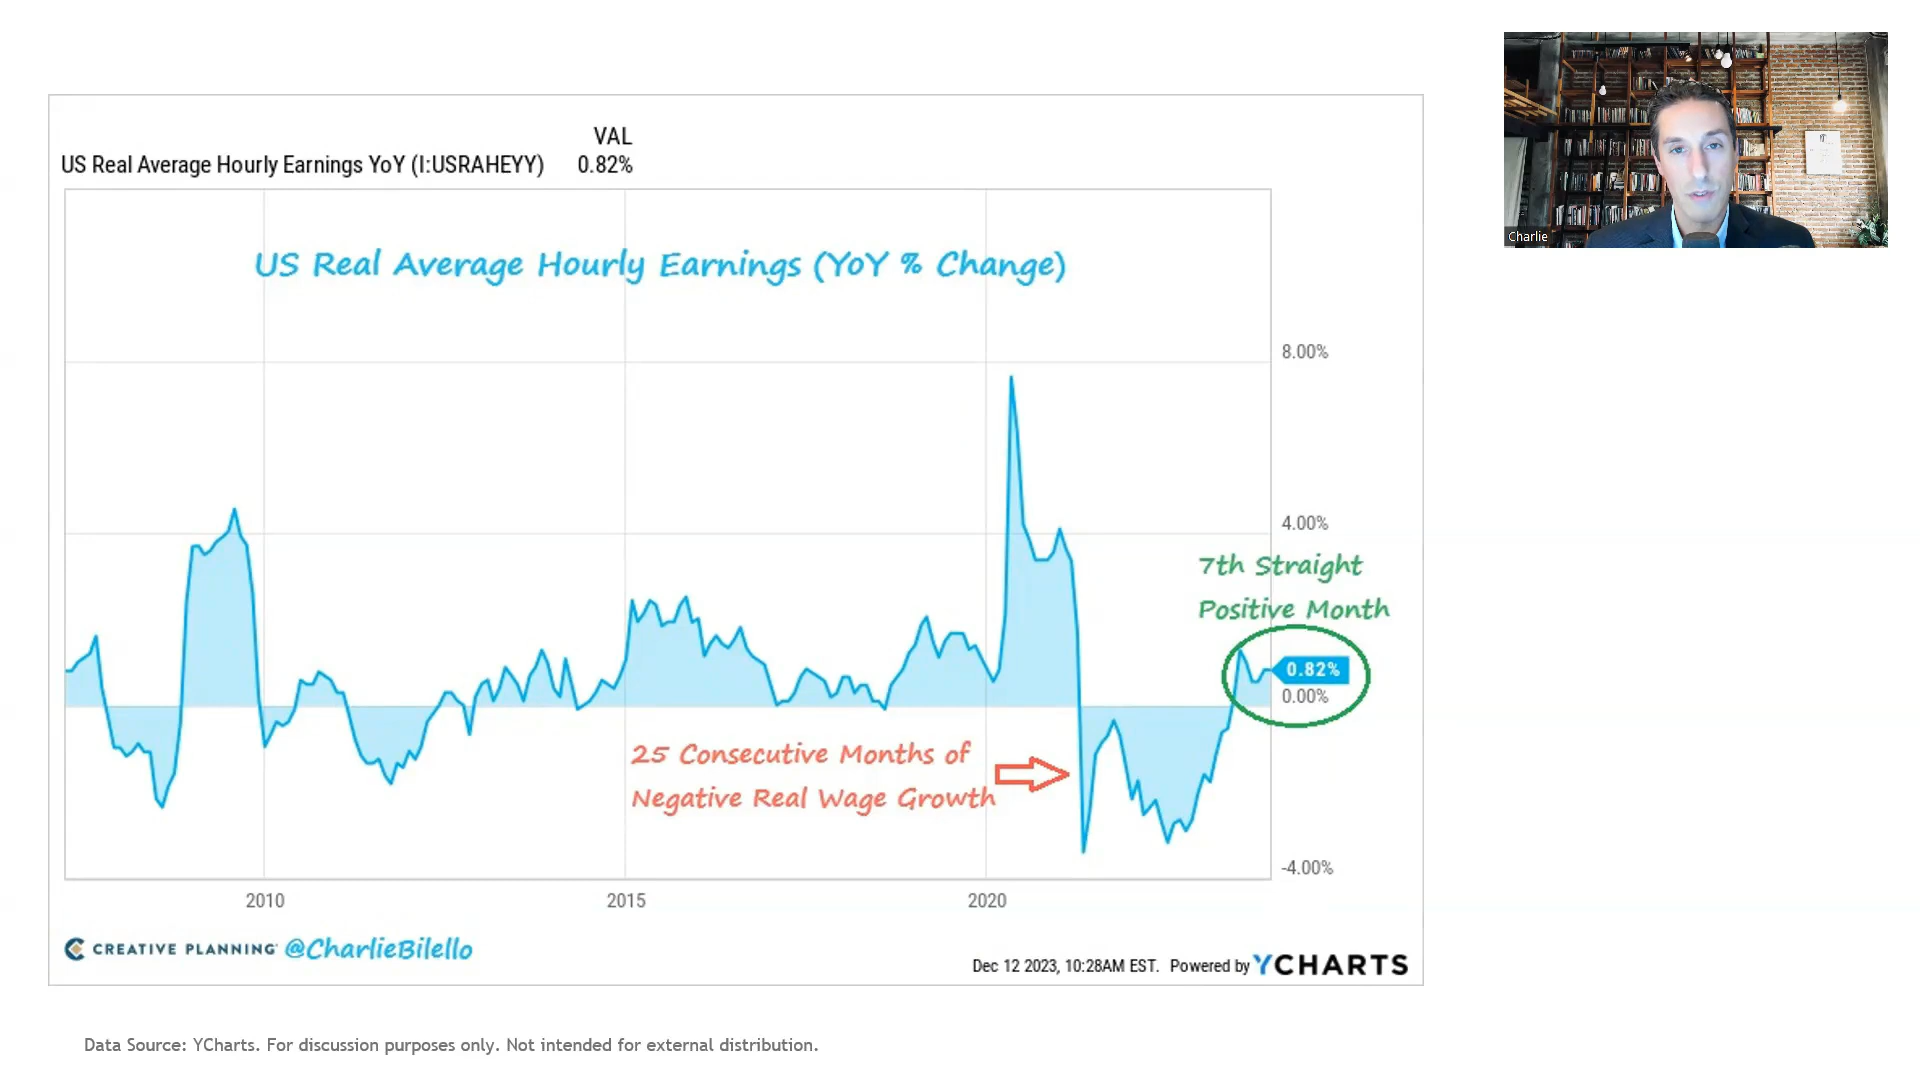 VAL
US Real Average Hourly Earnings YoY (I:USRAHEYY) 0.82%
US Real Average Hourly Earnings (YoY % Change)
8.00%
4.00%
7th Straight
Positive Month
0.82%
0.00%
25 Consecutive Months of
Negative Real Wage Growth
-4.00%
2010 2015 2020
CREATIVE PLANNING @CharlieBilello
Dec 12 2023, 10:28AM EST. Powered by YCHARTS
Data Source: YCharts. For discussion purposes only. Not intended for external distribution.
Charlie